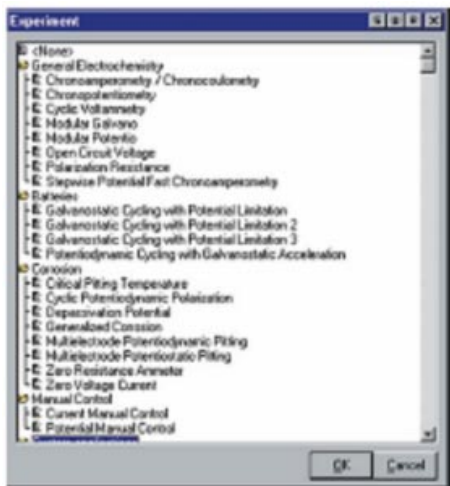 Experiment
<None>
General Electrochemistry
Chronoamperometry / Chronocoulometry
Chronopotentiometry
Cyclic Voltammetry
Modular Galvano
Modular Potentio
Open Circuit Voltage
Polarization Resistance
Stepwise Potential Fast Chronoamperometry
Batteries
Galvanostatic Cycling with Potential Limitation
Galvanostatic Cycling with Potential Limitation 2
Galvanostatic Cycling with Potential Limitation 3
Potentiodynamic Cycling with Galvanostatic Acceleration
Corrosion
Critical Pitting Temperature
Cyclic Potentiodynamic Polarization
Depassivation Potential
Generalized Corrosion
Multielectrode Potentiodynamic Pitting
Multielectrode Potentiostatic Pitting
Zero Resistance Ammeter
Zero Voltage Current
Manual Control
Current Manual Control
Potential Manual Control
OK Cancel